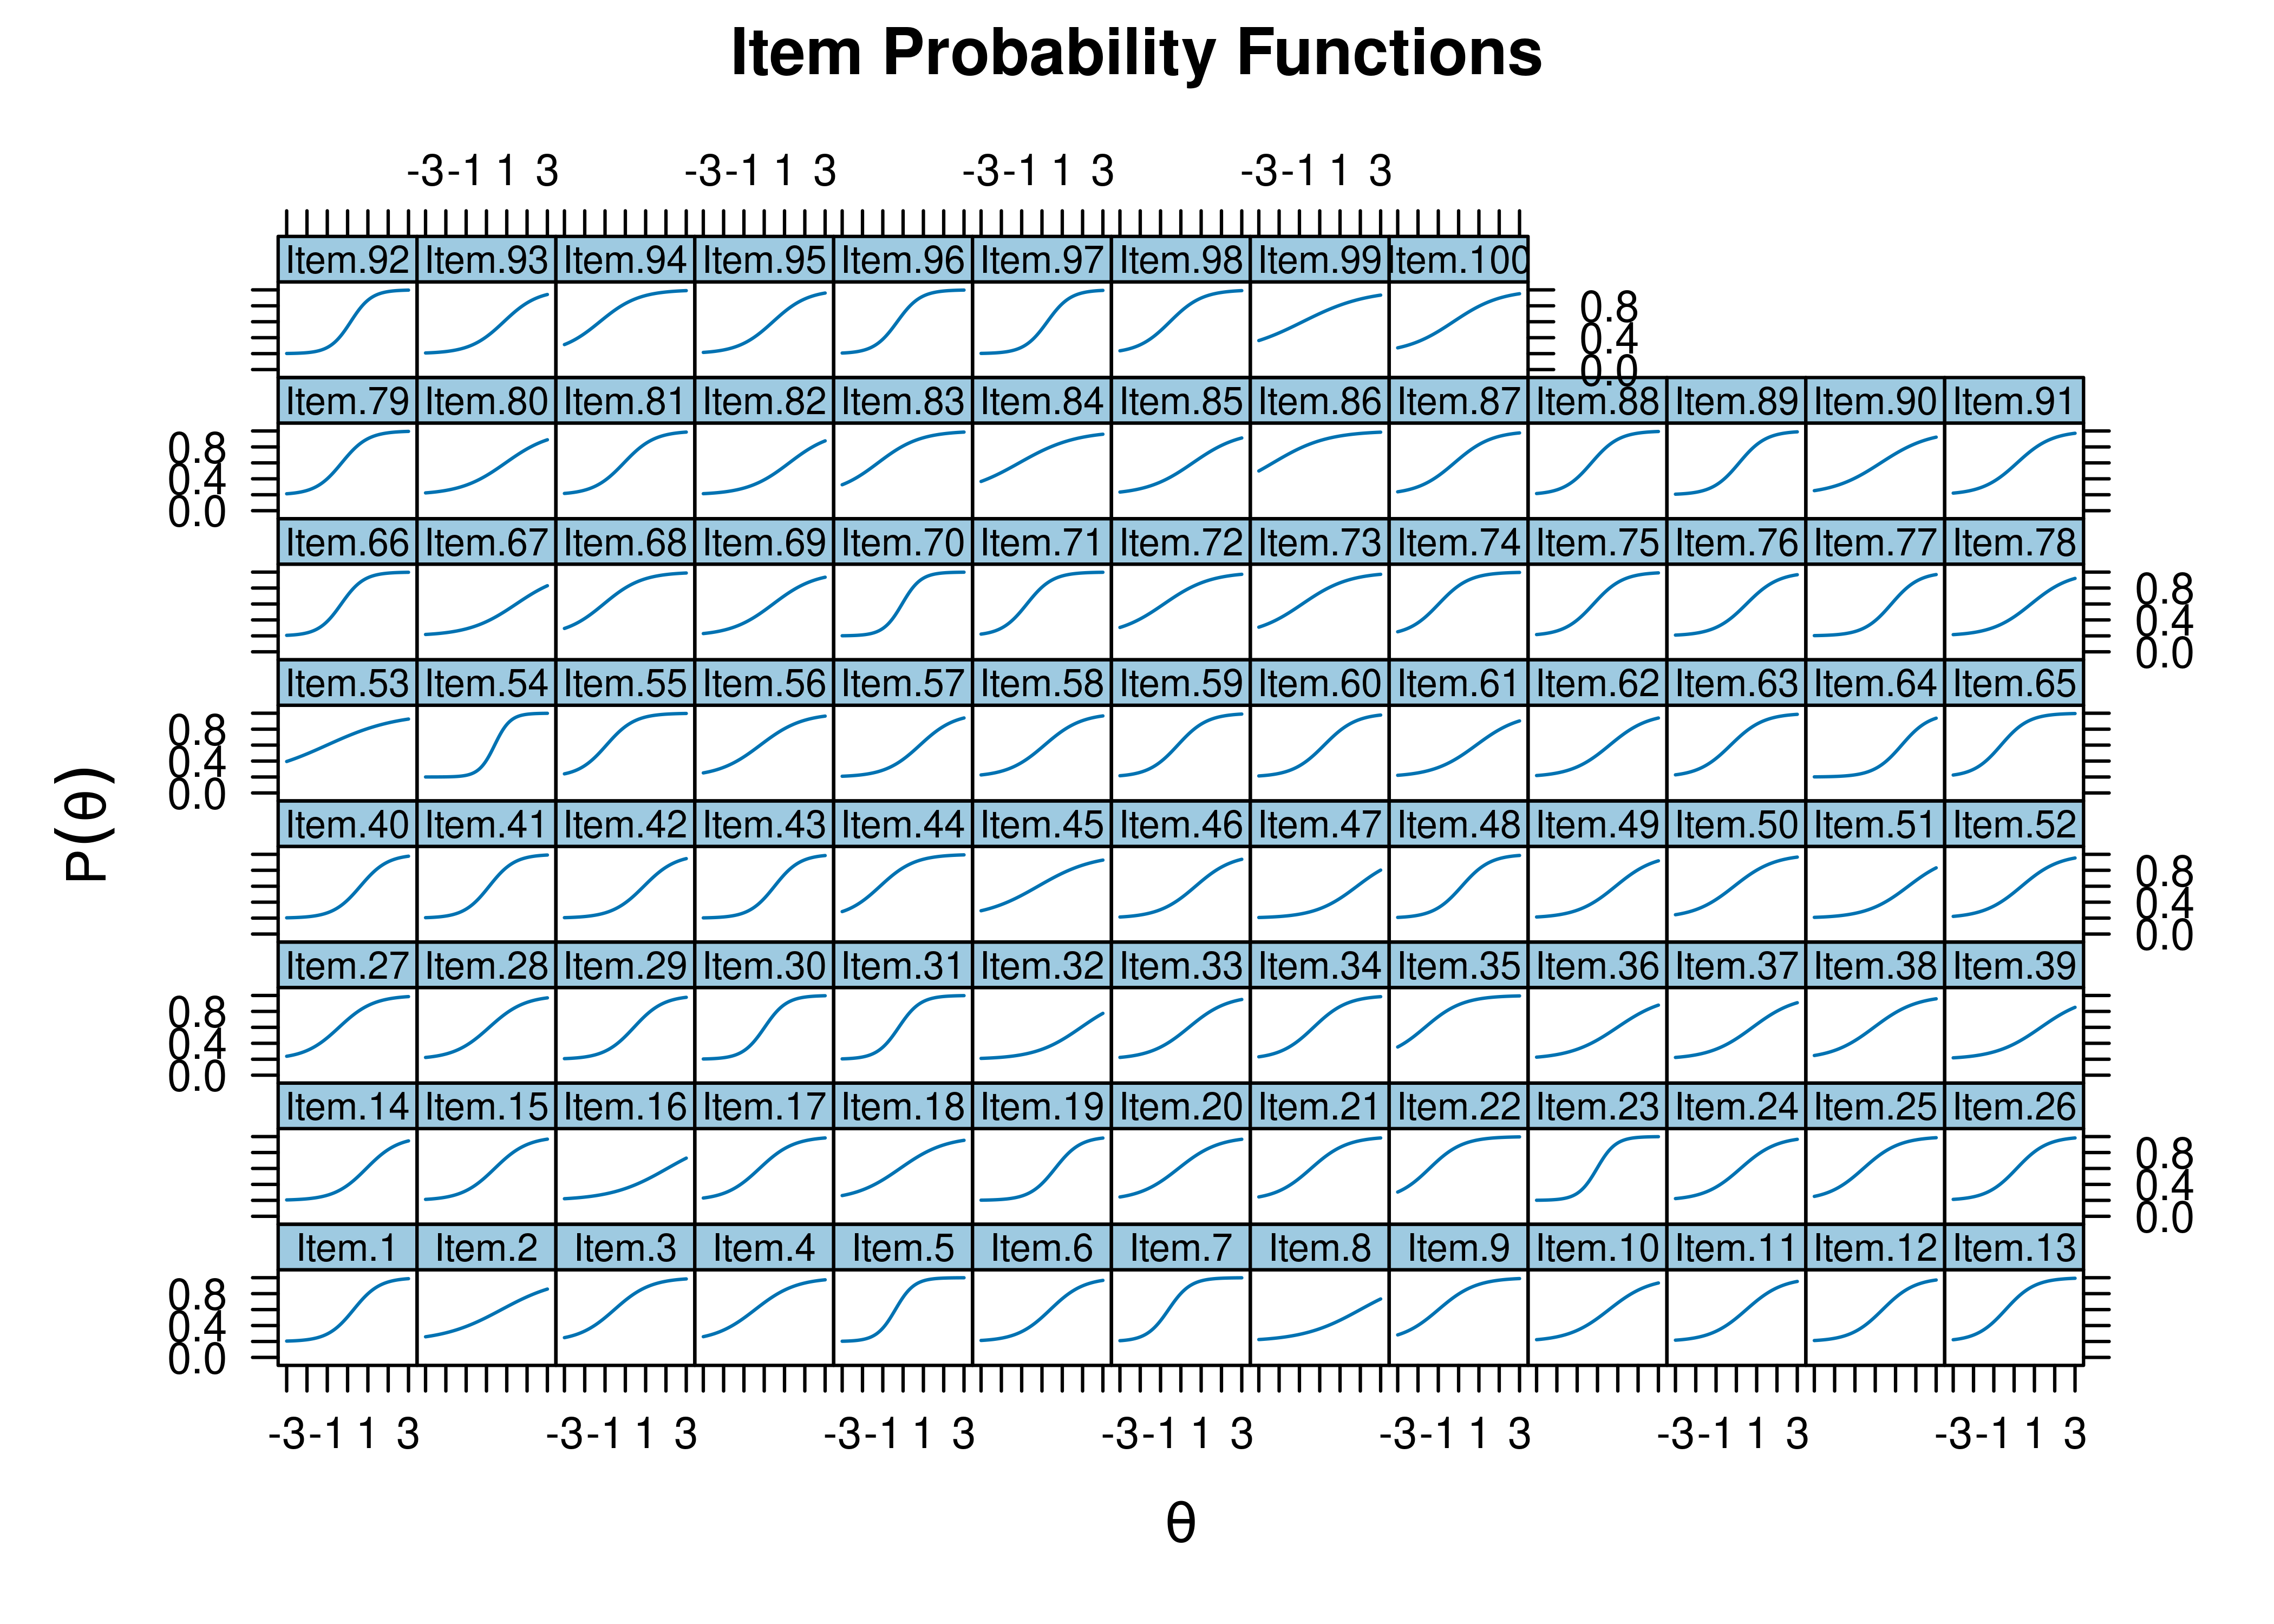 Item Probability Functions
-3 -1 1 3 -3 -1 1 3 -3 -1 1 3 -3 -1 1 3
Item.92 Item.93 Item.94 Item.95 Item.96 Item.97 Item.98 Item.99 Item.100
0.8
0.4
0.0
Item.79 Item.80 Item.81 Item.82 Item.83 Item.84 Item.85 Item.86 Item.87 Item.88 Item.89 Item.90 Item.91
0.8
0.4
0.0
Item.66 Item.67 Item.68 Item.69 Item.70 Item.71 Item.72 Item.73 Item.74 Item.75 Item.76 Item.77 Item.78
0.8
0.4
0.0
Item.53 Item.54 Item.55 Item.56 Item.57 Item.58 Item.59 Item.60 Item.61 Item.62 Item.63 Item.64 Item.65
0.8
0.4
0.0
P(θ)
Item.40 Item.41 Item.42 Item.43 Item.44 Item.45 Item.46 Item.47 Item.48 Item.49 Item.50 Item.51 Item.52
0.8
0.4
0.0
Item.27 Item.28 Item.29 Item.30 Item.31 Item.32 Item.33 Item.34 Item.35 Item.36 Item.37 Item.38 Item.39
0.8
0.4
0.0
Item.14 Item.15 Item.16 Item.17 Item.18 Item.19 Item.20 Item.21 Item.22 Item.23 Item.24 Item.25 Item.26
0.8
0.4
0.0
Item.1 Item.2 Item.3 Item.4 Item.5 Item.6 Item.7 Item.8 Item.9 Item.10 Item.11 Item.12 Item.13
0.8
0.4
0.0
-3 -1 1 3 -3 -1 1 3 -3 -1 1 3 -3 -1 1 3 -3 -1 1 3 -3 -1 1 3 -3 -1 1 3
θ